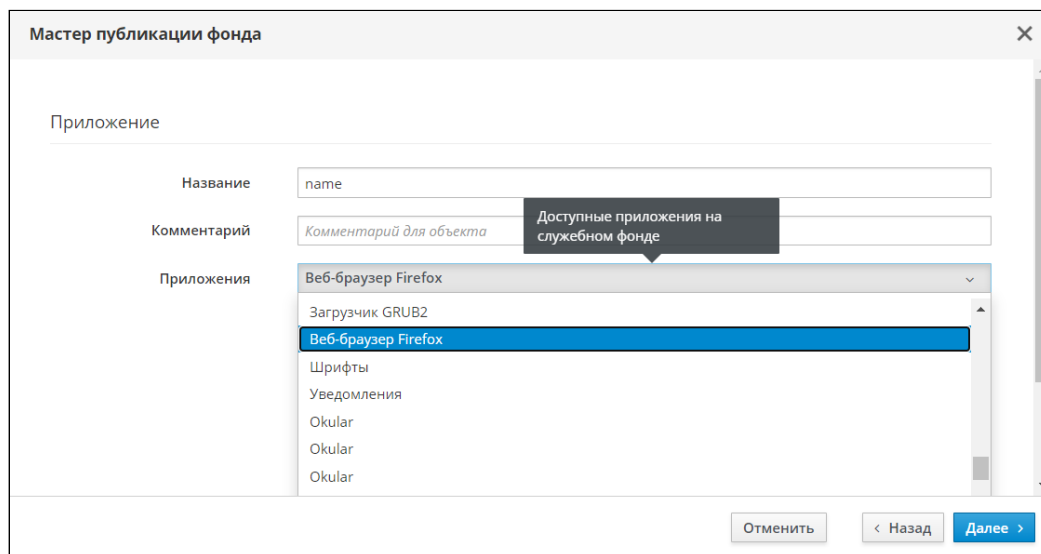 Мастер публикации фонда
Приложение
Название
name
Комментарий
Комментарий для объекта
Доступные приложения на
служебном фонде
Приложения
Веб-браузер Firefox
Загрузчик GRUB2
Веб-браузер Firefox
Шрифты
Уведомления
Okular
Okular
Okular
Отменить
Назад
Далее